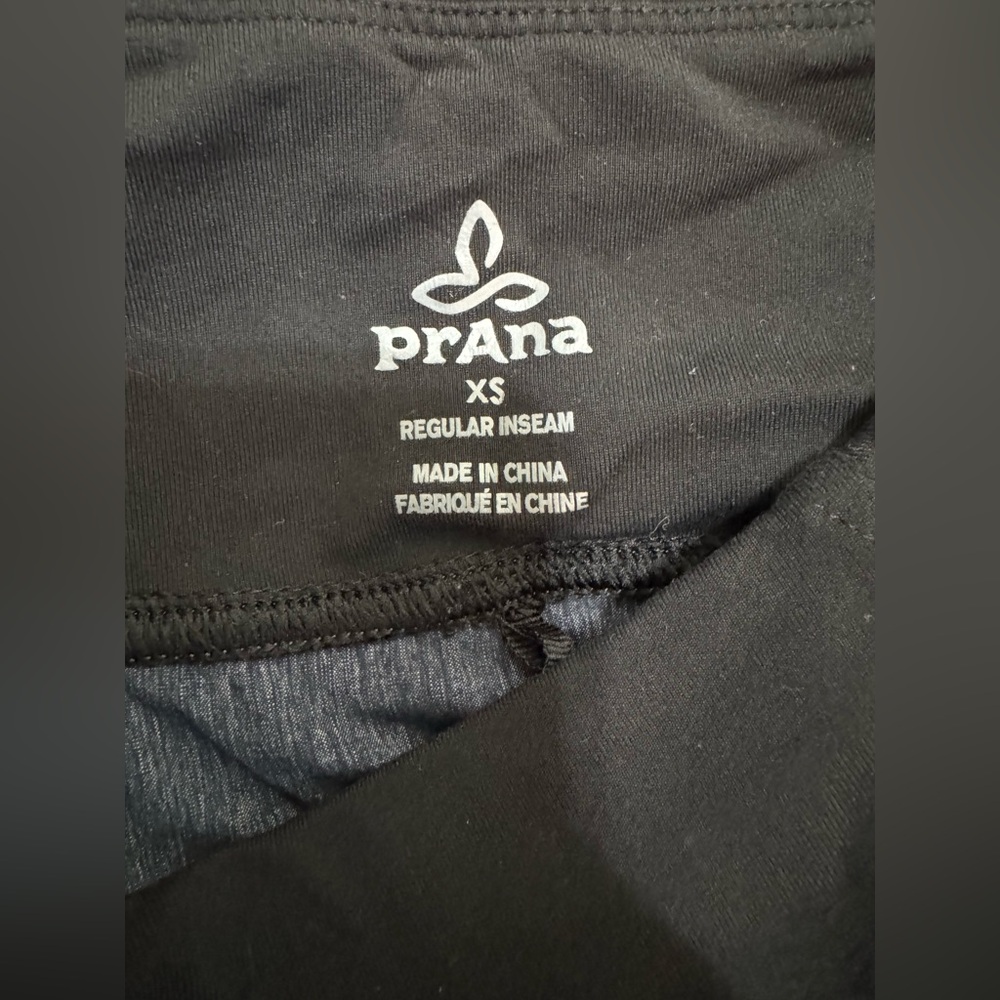 prAna
XS
REGULAR INSEAM
MADE IN CHINA
FABRIQUÉ EN CHINE